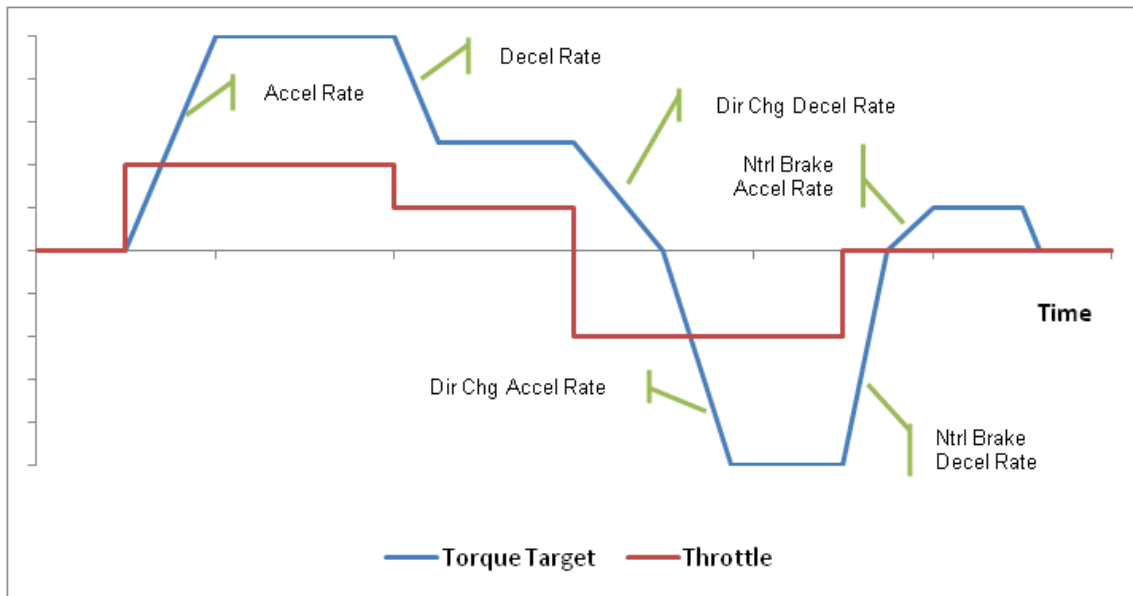 Accel Rate
Decel Rate
Dir Chg Decel Rate
Ntrl Brake
Accel Rate
Time
Dir Chg Accel Rate
Ntrl Brake
Decel Rate
Torque Target
Throttle